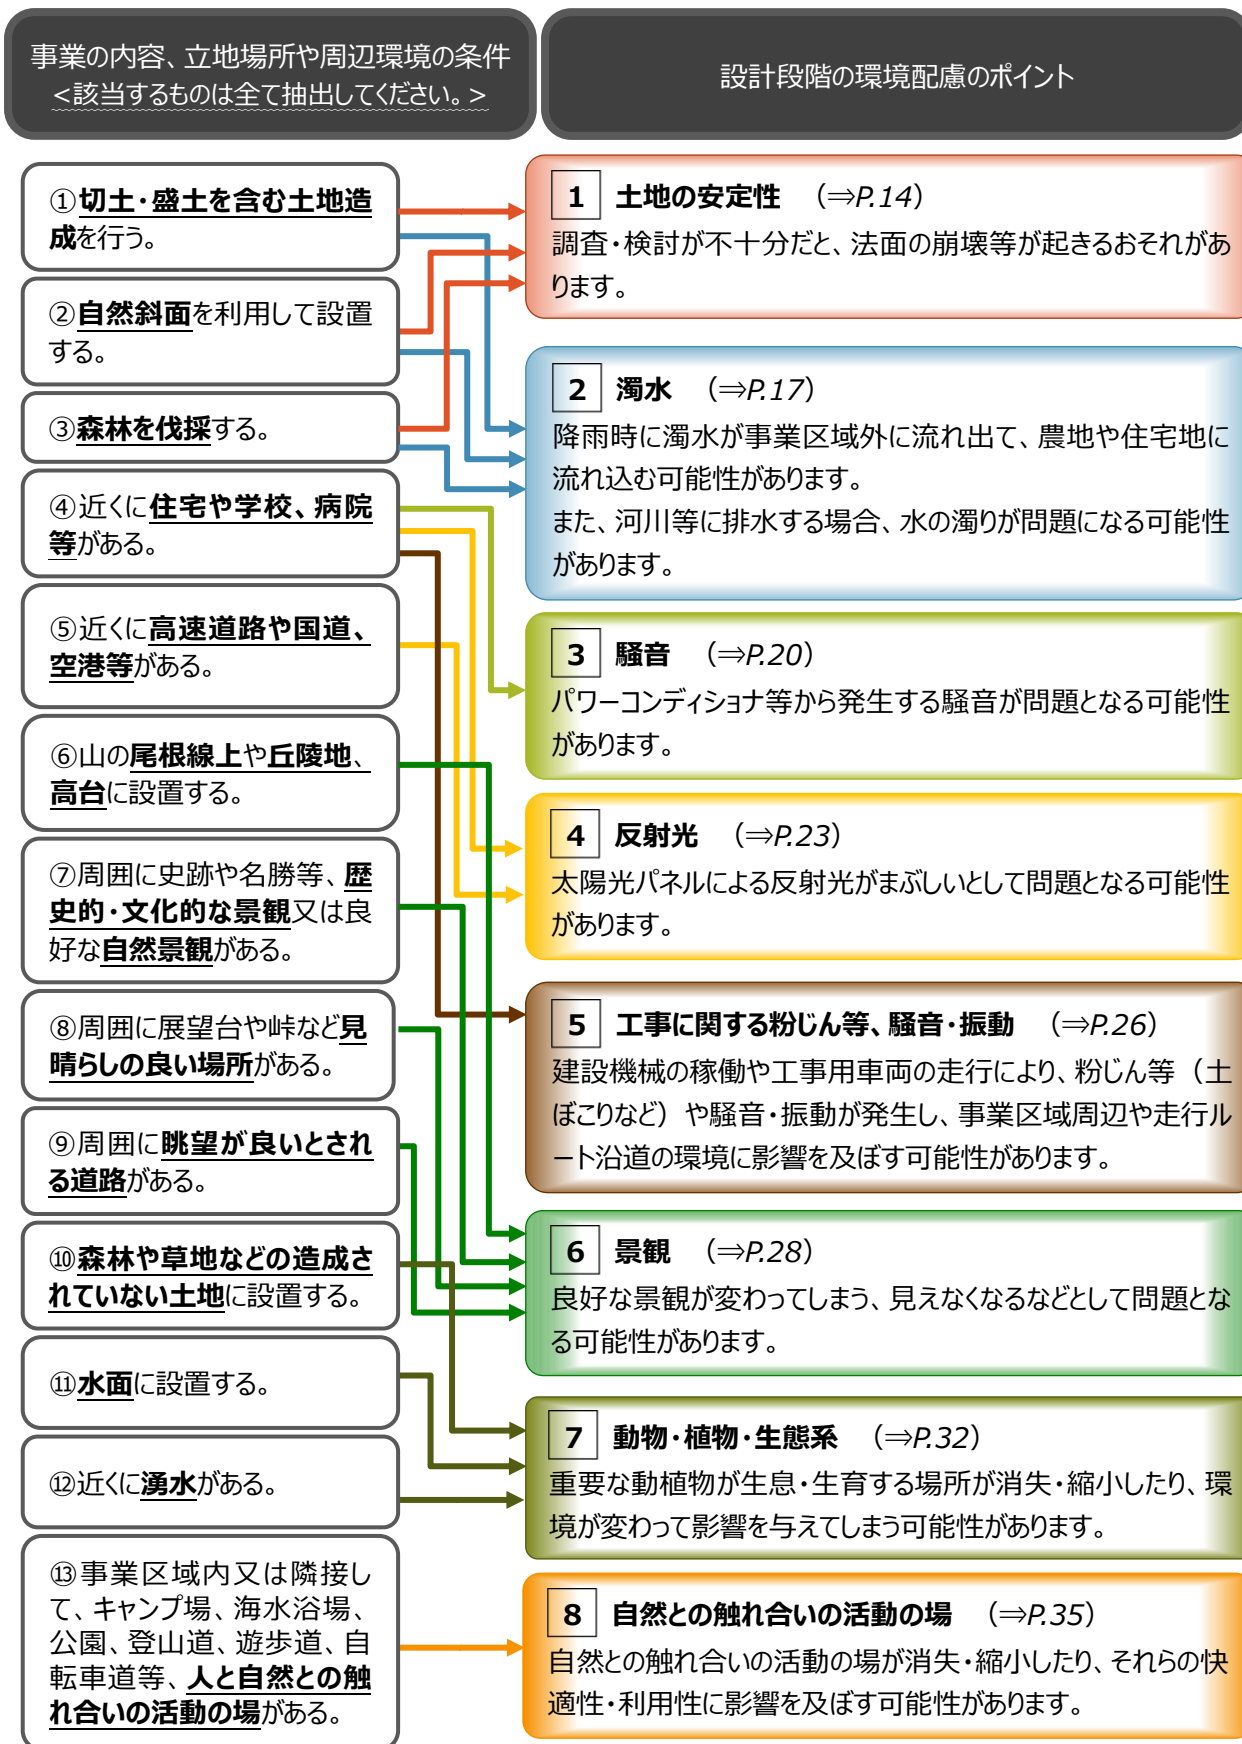 事業の内容、立地場所や周辺環境の条件
<該当するものは全て抽出してください。>
設計段階の環境配慮のポイント
①切土・盛土を含む土地造
成を行う。
②自然斜面を利用して設置
する。
③森林を伐採する。
④近くに住宅や学校、病院
等がある。
⑤近くに高速道路や国道、
空港等がある。
⑥山の尾根線上や丘陵地、
高台に設置する。
⑦周囲に史跡や名勝等、歴
史的・文化的な景観又は良
好な自然景観がある。
⑧周囲に展望台や峠など見
晴らしの良い場所がある。
⑨周囲に眺望が良いとされ
る道路がある。
⑩森林や草地などの造成さ
れていない土地に設置する。
⑪水面に設置する。
⑫近くに湧水がある。
⑬事業区域内又は隣接し
て、キャンプ場、海水浴場、
公園、登山道、遊歩道、自
転車道等、人と自然との触
れ合いの活動の場がある。
1 土地の安定性 (⇒P.14)
調査・検討が不十分だと、法面の崩壊等が起きるおそれがあ
ります。
2 濁水 (⇒P.17)
降雨時に濁水が事業区域外に流れ出て、農地や住宅地に
流れ込む可能性があります。
また、河川等に排水する場合、水の濁りが問題になる可能性
があります。
3 騒音 (⇒P.20)
パワーコンディショナ等から発生する騒音が問題となる可能性
があります。
4 反射光 (⇒P.23)
太陽光パネルによる反射光がまぶしいとして問題となる可能性
があります。
5 工事に関する粉じん等、騒音・振動 (⇒P.26)
建設機械の稼働や工事用車両の走行により、粉じん等（土
ぼこりなど）や騒音・振動が発生し、事業区域周辺や走行ル
ート沿道の環境に影響を及ぼす可能性があります。
6 景観 (⇒P.28)
良好な景観が変わってしまう、見えなくなるなどとして問題とな
る可能性があります。
7 動物・植物・生態系 (⇒P.32)
重要な動植物が生息・生育する場所が消失・縮小したり、環
境が変わって影響を与えてしまう可能性があります。
8 自然との触れ合いの活動の場 (⇒P.35)
自然との触れ合いの活動の場が消失・縮小したり、それらの快
適性・利用性に影響を及ぼす可能性があります。